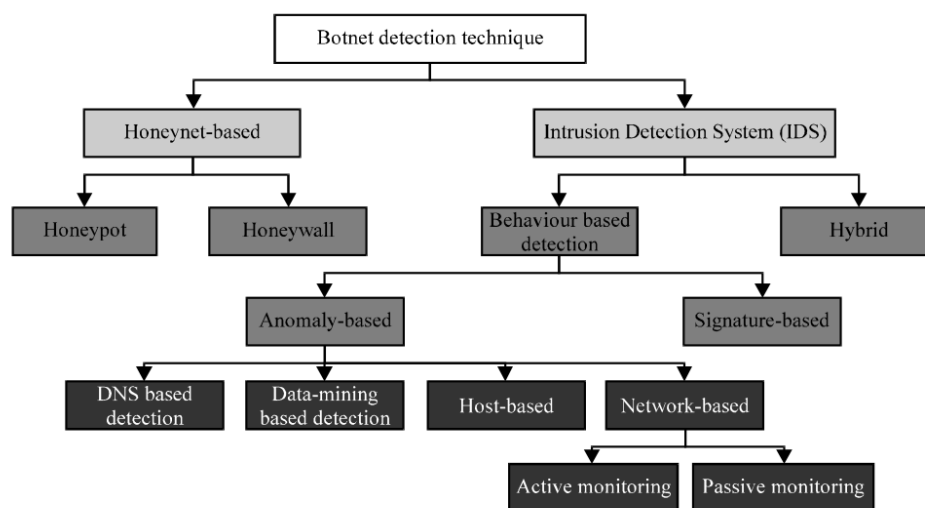 Botnet detection technique
Honeynet-based
Intrusion Detection System (IDS)
Honeypot
Honeywall
Behaviour based
detection
Hybrid
Anomaly-based
Signature-based
DNS based
detection
Data-mining
based detection
Host-based
Network-based
Active monitoring
Passive monitoring